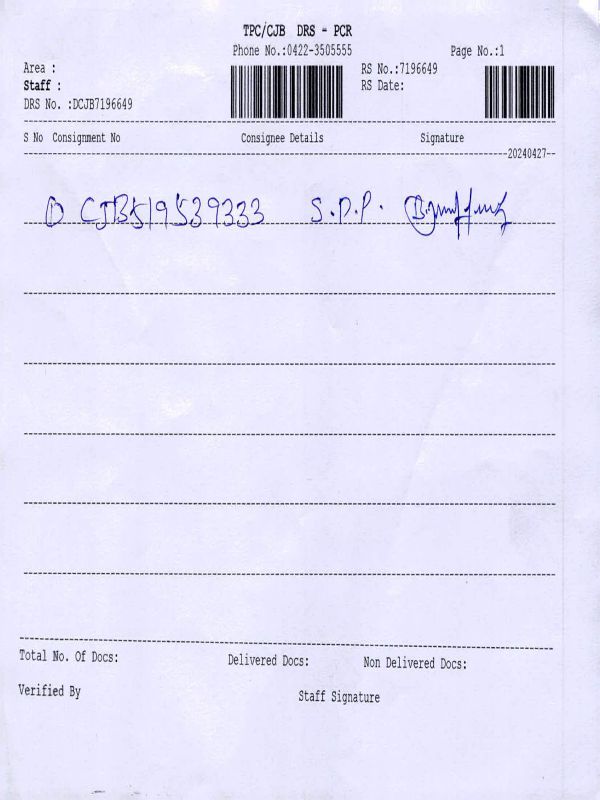 TPC/CJB DRS - PCR
Phone No.:0422-3505555 Page No.:1
Area : RS No.:7196649
Staff : RS Date:
DRS No. :DCJB7196649
S No Consignment No Consignee Details Signature
20240427
1) CJB519539333 S.D.P.
Total No. Of Docs: Delivered Docs: Non Delivered Docs:
Verified By Staff Signature